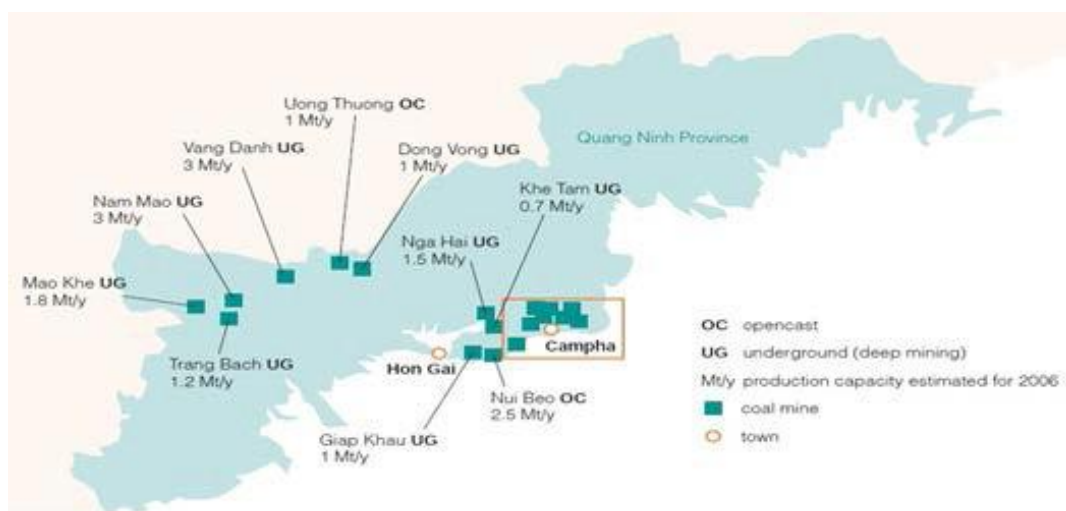 Uong Thuong OC
1 Mt/y
Vang Danh UG
3 Mt/y
Dong Vong UG
1 Mt/y
Quang Ninh Province
Nam Mao UG
3 Mt/y
Khe Tam UG
0.7 Mt/y
Nga Hai UG
1.5 Mt/y
Mao Khe UG
1.8 Mt/y
Campha
Hon Gai
Trang Bach UG
1.2 Mt/y
Nui Beo OC
2.5 Mt/y
Giap Khau UG
1 Mt/y
OC opencast
UG underground (deep mining)
Mt/y production capacity estimated for 2006
coal mine
town